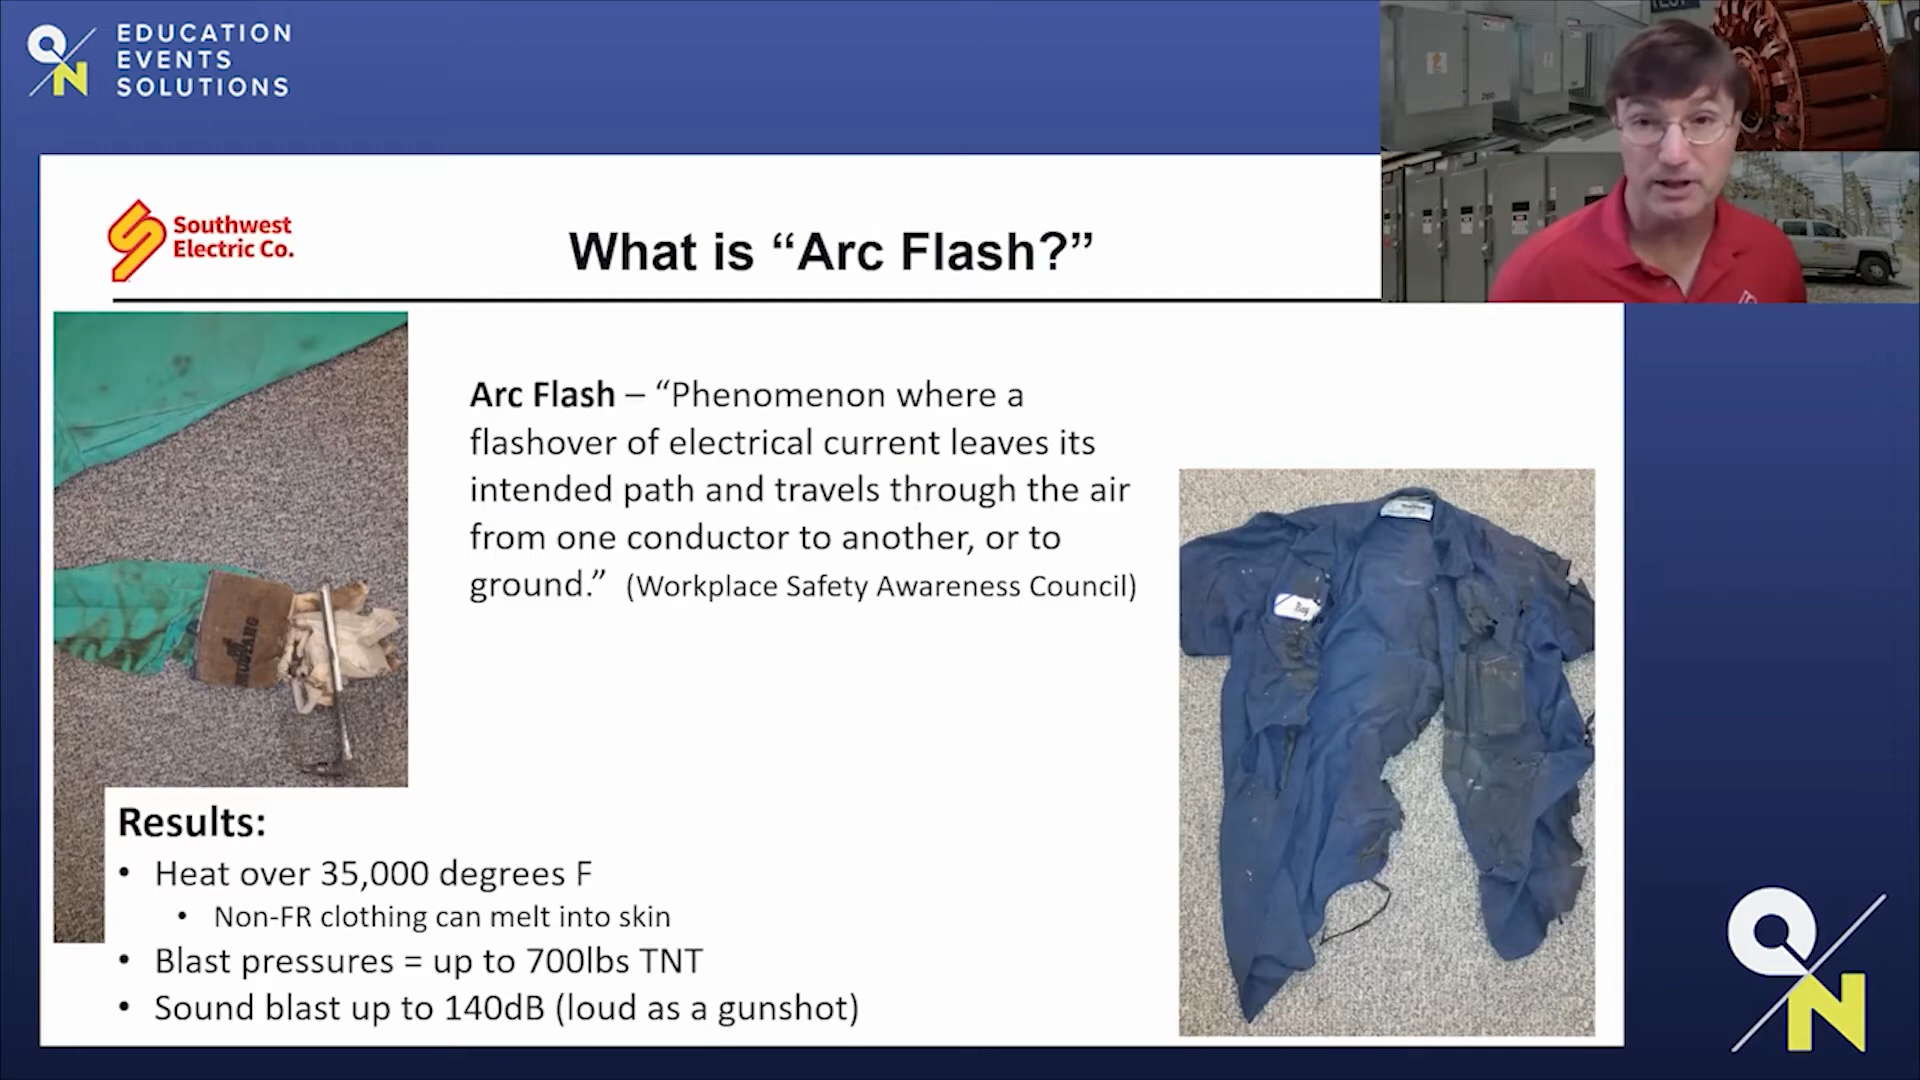 EDUCATION
EVENTS
SOLUTIONS
Southwest
Electric Co.
What is “Arc Flash?”
Arc Flash – “Phenomenon where a
flashover of electrical current leaves its
intended path and travels through the air
from one conductor to another, or to
ground.” (Workplace Safety Awareness Council)
MUSTANG
Results:
• Heat over 35,000 degrees F
• Non-FR clothing can melt into skin
• Blast pressures = up to 700lbs TNT
• Sound blast up to 140dB (loud as a gunshot)
QN